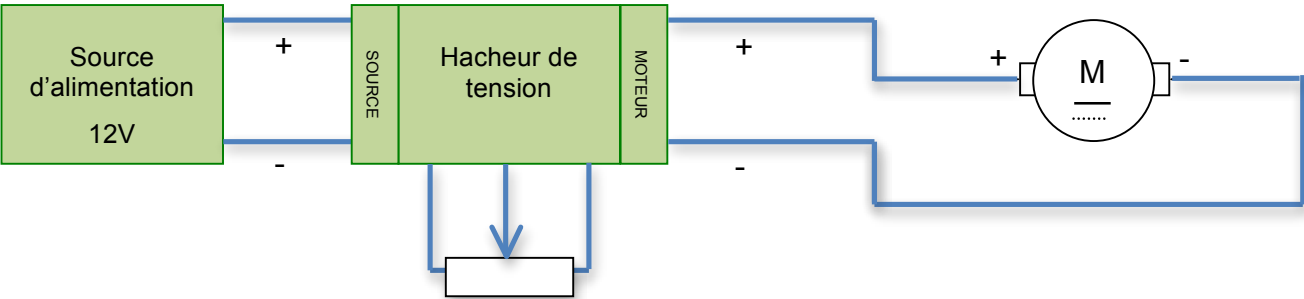 Source
d'alimentation
12V
+
-
SOURCE
Hacheur de
tension
MOTEUR
+
-
+
M
-